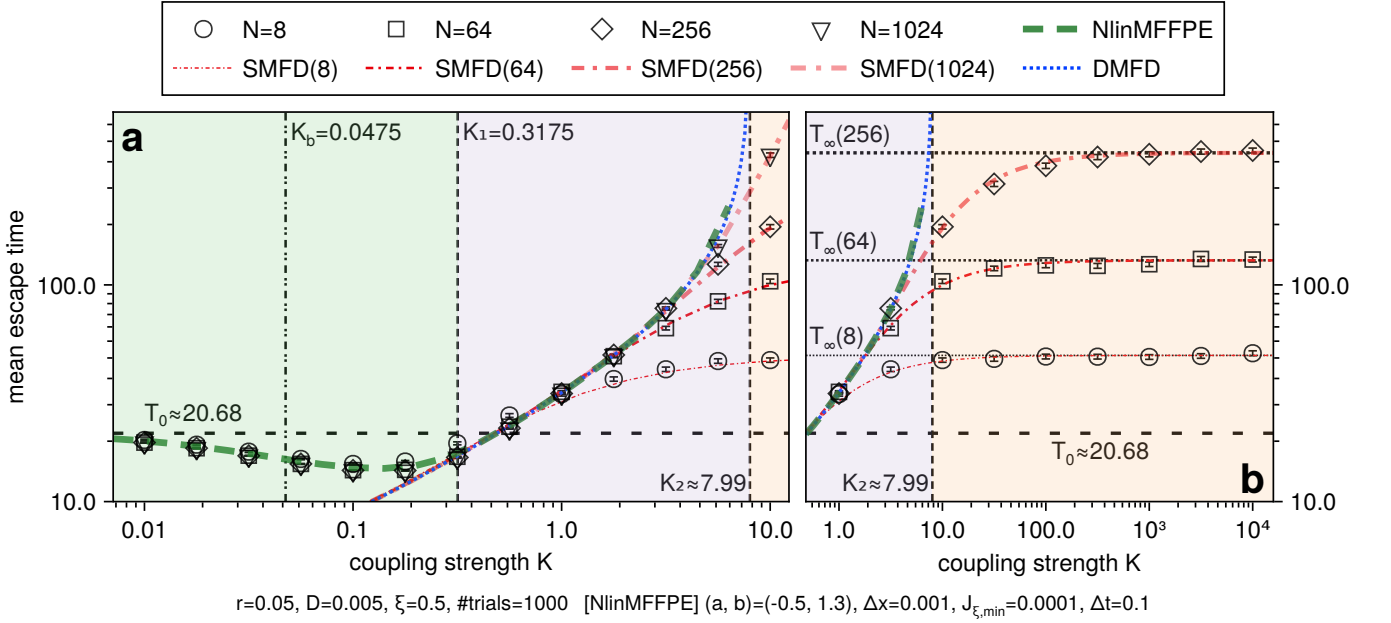 N=8 N=64 N=256 N=1024 NlinMFFPE
SMFD(8) SMFD(64) SMFD(256) SMFD(1024) DMFD
a
K_b=0.0475
K₁=0.3175
T₀≈20.68
K₂≈7.99
mean escape time
100.0
10.0
0.01 0.1 1.0 10.0
coupling strength K
T_∞(256)
T_∞(64)
T_∞(8)
T₀≈20.68
K₂≈7.99
b
100.0
10.0
1.0 10.0 100.0 10³ 10⁴
coupling strength K
r=0.05, D=0.005, ξ=0.5, #trials=1000 [NlinMFFPE] (a, b)=(-0.5, 1.3), Δx=0.001, J_ξ,min=0.0001, Δt=0.1